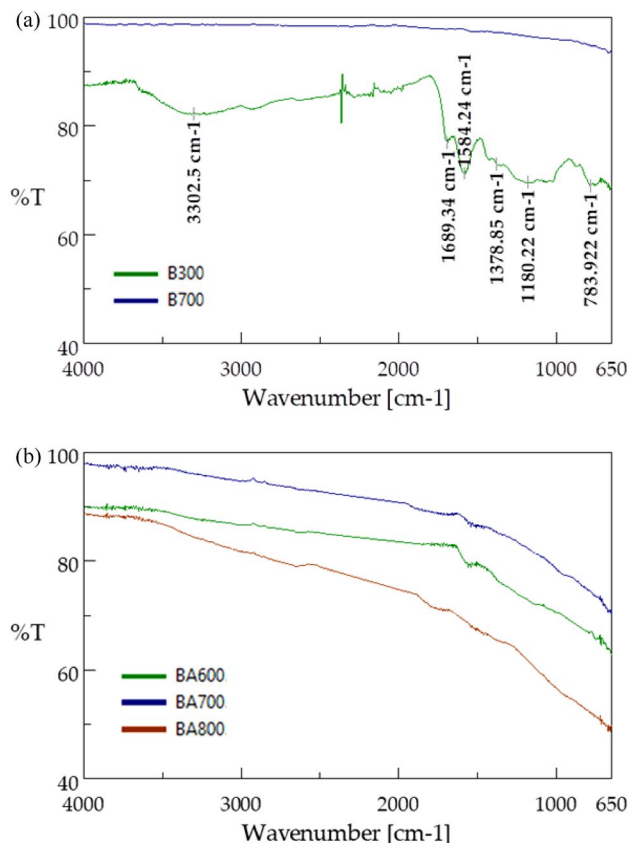 (a)
100
80
%T
60
40
3302.5 cm-1
1689.34 cm-1
1584.24 cm-1
1378.85 cm-1
1180.22 cm-1
783.922 cm-1
B300
B700
4000 3000 2000 1000 650
Wavenumber [cm-1]
(b)
100
80
%T
60
40
BA600
BA700
BA800
4000 3000 2000 1000 650
Wavenumber [cm-1]